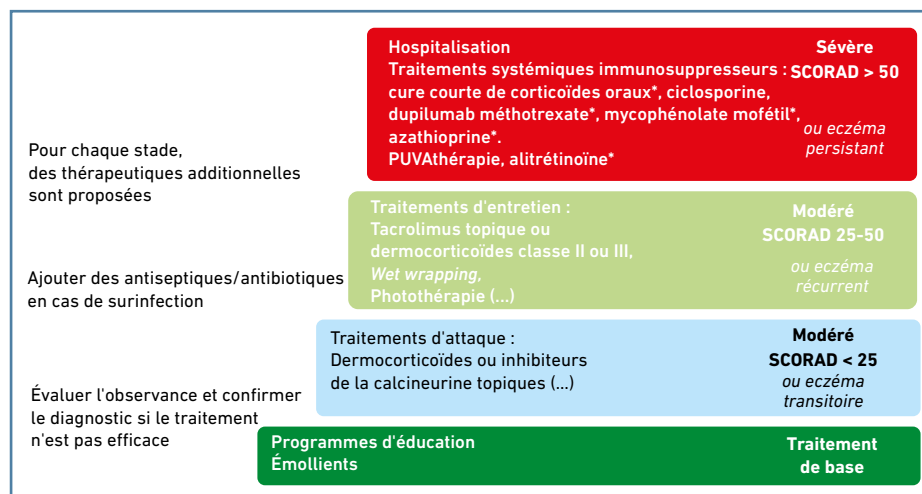 Hospitalisation
Traitements systémiques immunosuppresseurs :
cure courte de corticoïdes oraux*, ciclosporine,
dupilumab méthotrexate*, mycophénolate mofétil*,
azathioprine*.
PUVAthérapie, alitrétinoïne*
Sévère
SCORAD > 50
ou eczéma
persistant
Pour chaque stade,
des thérapeutiques additionnelles
sont proposées
Traitements d'entretien :
Tacrolimus topique ou
dermocorticoïdes classe II ou III,
Wet wrapping,
Photothérapie (...)
Modéré
SCORAD 25-50
ou eczéma
récurrent
Ajouter des antiseptiques/antibiotiques
en cas de surinfection
Traitements d'attaque :
Dermocorticoïdes ou inhibiteurs
de la calcineurine topiques (...)
Modéré
SCORAD < 25
ou eczéma
transitoire
Évaluer l'observance et confirmer
le diagnostic si le traitement
n'est pas efficace
Programmes d'éducation
Émollients
Traitement
de base